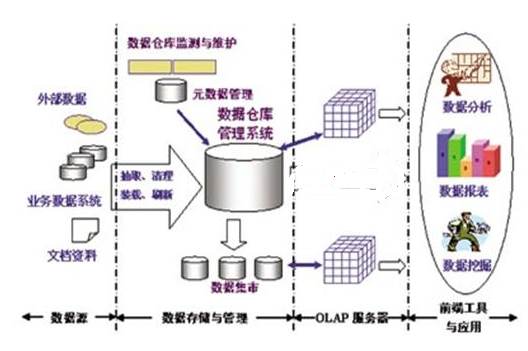 数据仓库监测与维护
元数据管理
外部数据
数据仓库
管理系统
数据分析
抽取、清理
装载、刷新
业务数据系统
数据报表
文档资料
数据集市
数据挖掘
数据源
数据存储与管理
OLAP 服务器
前端工具
与应用